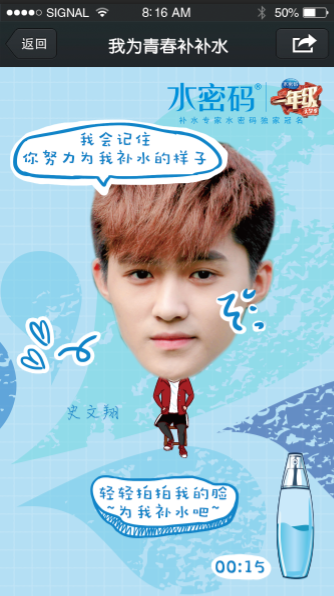 SIGNAL
8:16 AM
50%
返回
我为青春补补水
水密码®
一年级
补水专家水密码独家冠名
我会记住
你努力为我补水的样子
史文翔
轻轻拍拍我的脸
~为我补水吧~
00:15